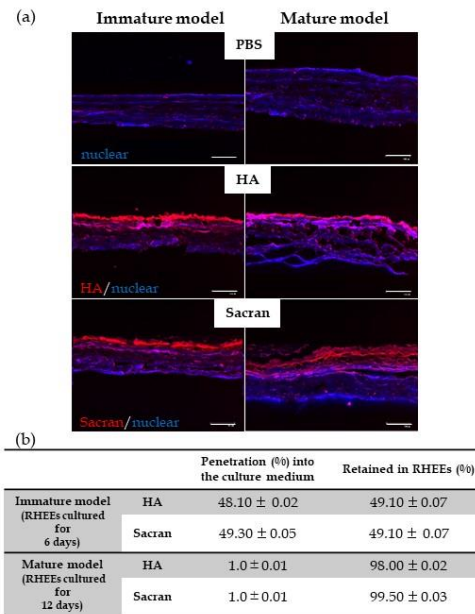 (a)
Immature model Mature model
PBS
nuclear
HA
HA/nuclear
Sacran
Sacran/nuclear
(b)
Penetration (%) into
the culture medium
Retained in RHEEs (%)
Immature model
(RHEEs cultured
for
6 days)
HA 48.10 ± 0.02 49.10 ± 0.07
Sacran 49.30 ± 0.05 49.10 ± 0.07
Mature model
(RHEEs cultured
for
12 days)
HA 1.0 ± 0.01 98.00 ± 0.02
Sacran 1.0 ± 0.01 99.50 ± 0.03